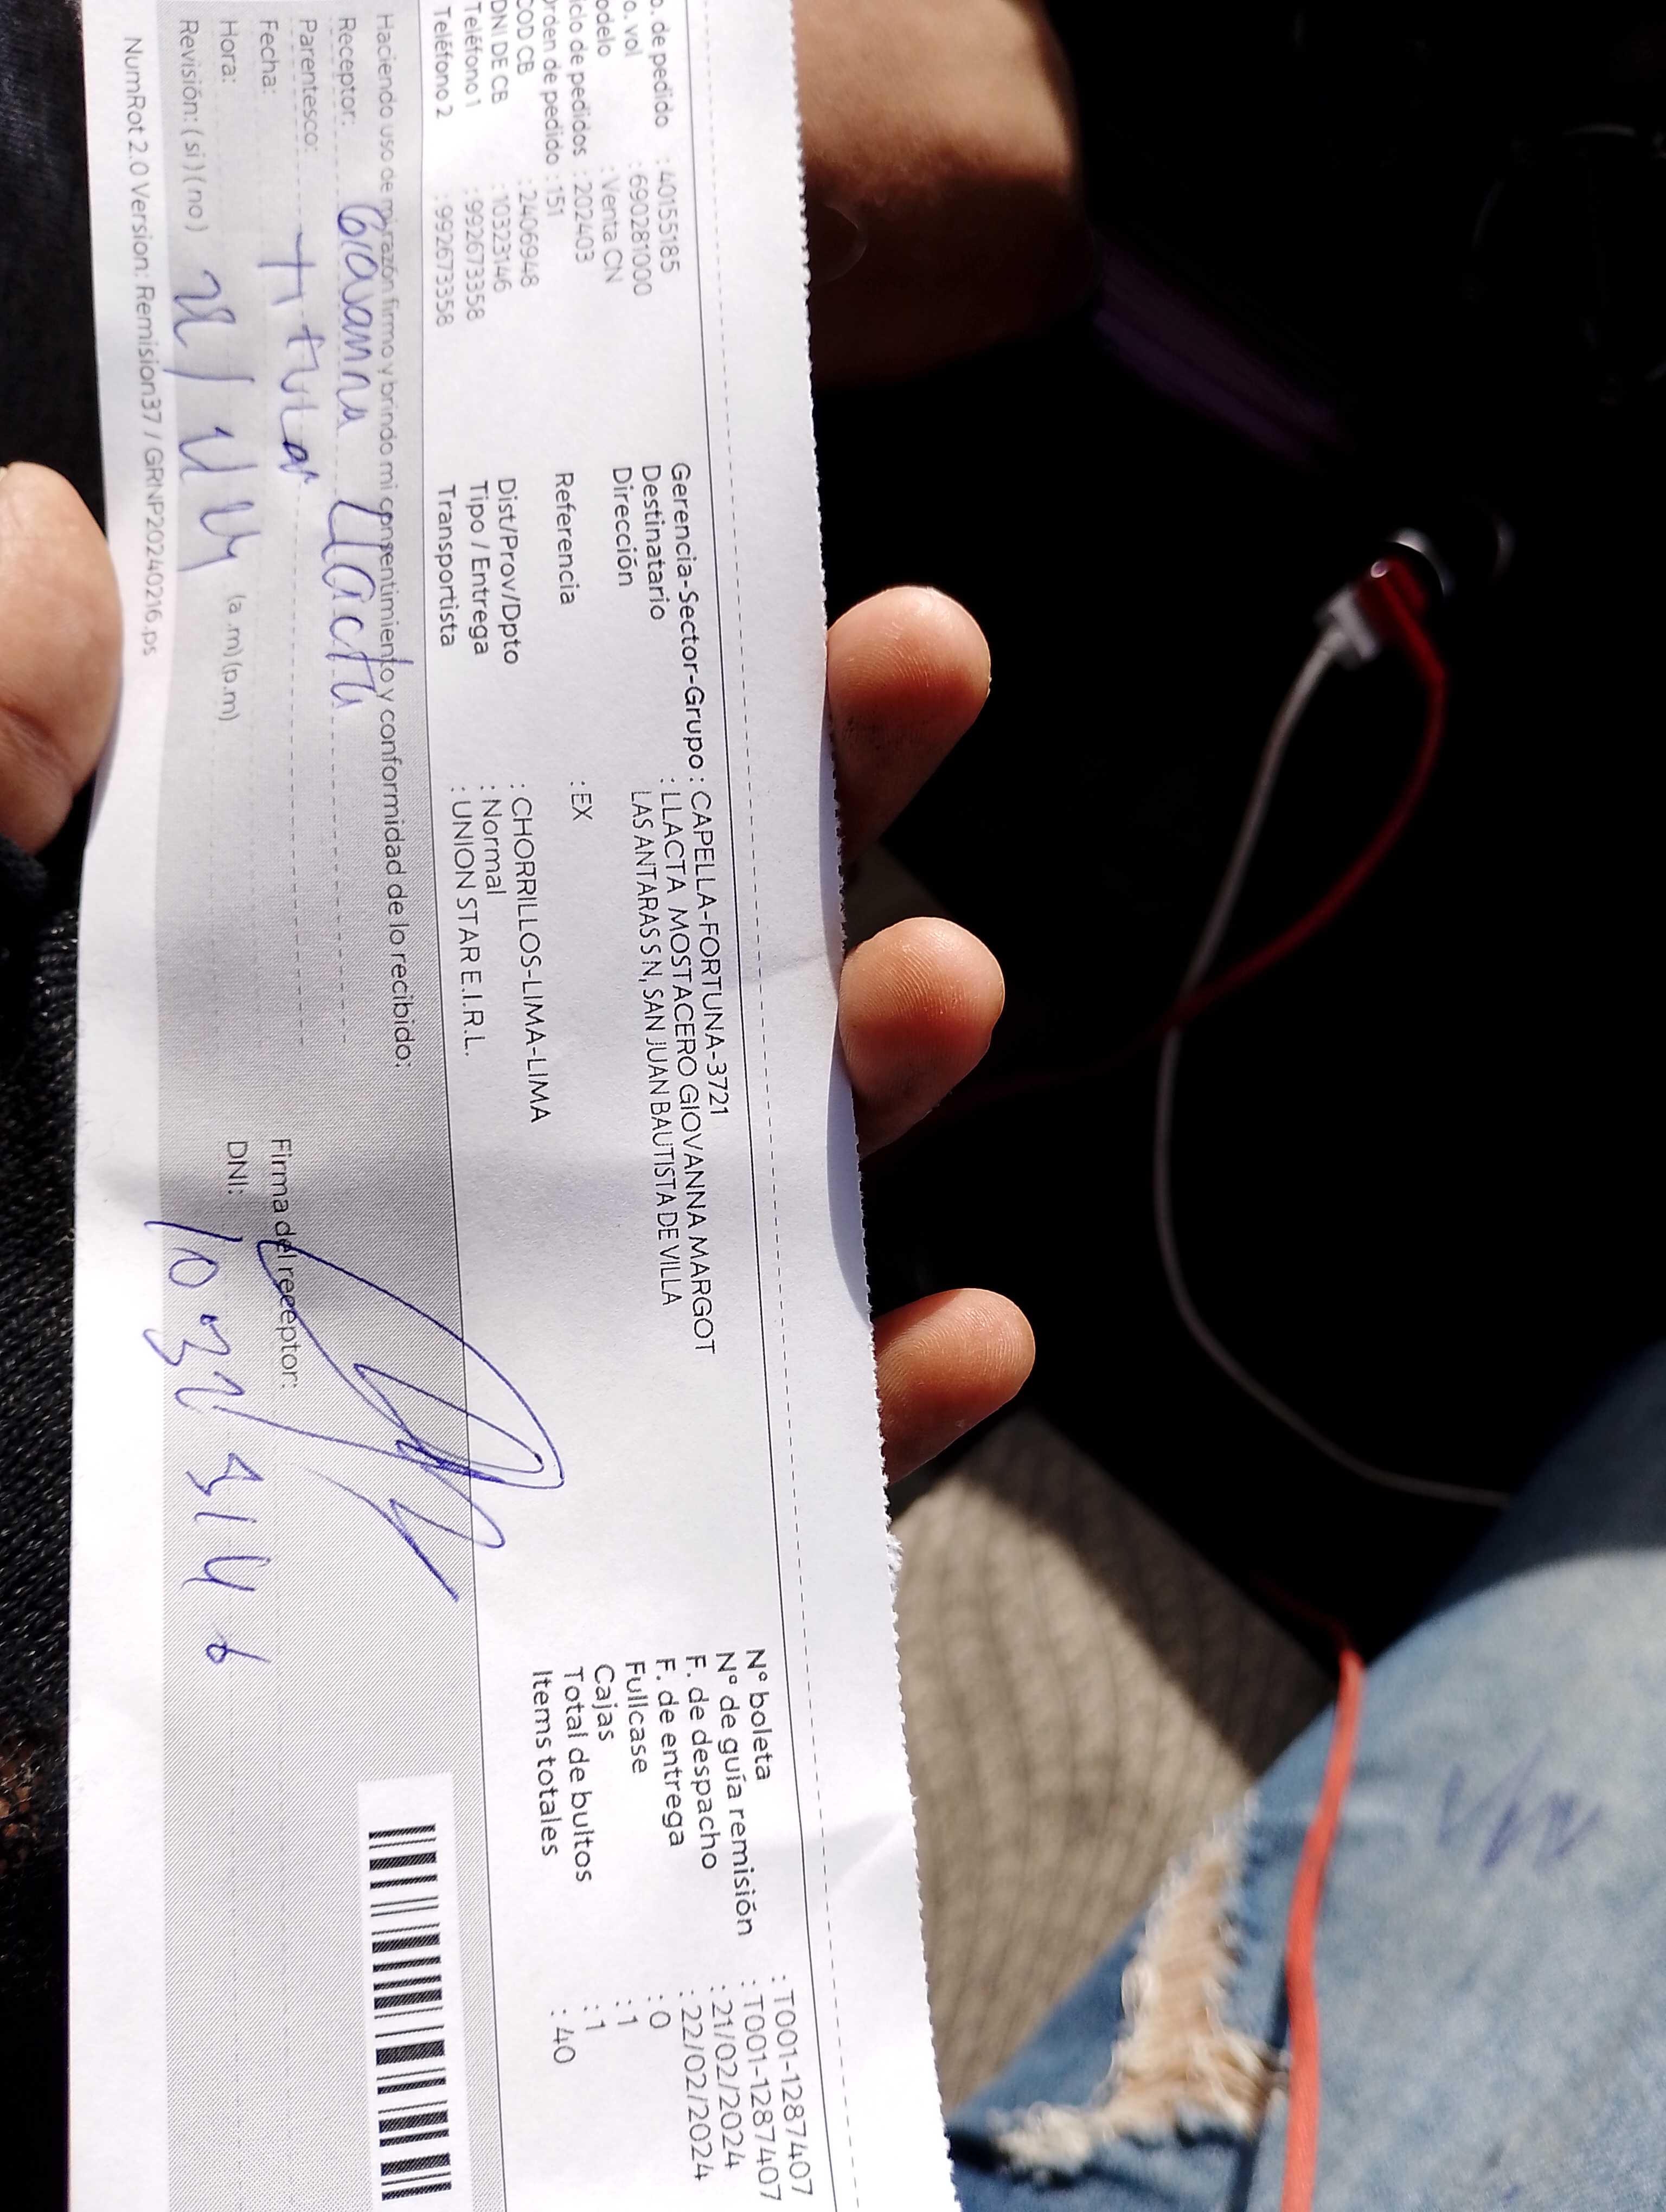 o. de pedido : 40155185
o. vol : 690281000
odelo : Venta CN
iclo de pedidos : 202403
rden de pedido : 151
COD CB : 2406948
DNI DE CB : 10323146
Teléfono 1 : 992673358
Teléfono 2 : 992673358
Gerencia-Sector-Grupo : CAPELLA-FORTUNA-3721
Destinatario : LLACTA MOSTACERO GIOVANNA MARGOT
Dirección LAS ANTARAS S N, SAN JUAN BAUTISTA DE VILLA
Referencia : EX
Dist/Prov/Dpto : CHORRILLOS-LIMA-LIMA
Tipo / Entrega : Normal
Transportista : UNION STAR E.I.R.L.
N° boleta : T001-1287407
N° de guía remisión : T001-1287407
F. de despacho : 21/02/2024
F. de entrega : 22/02/2024
Fullcase : 0
Cajas : 1
Total de bultos : 1
Items totales : 40
Haciendo uso de mi razón firmo y brindo mi consentimiento y conformidad de lo recibido:
Receptor: Giovanna Llacta
Parentesco: titular
Fecha:
Hora: (a.m) (p.m)
Revisión: ( si ) ( no )
Firma del receptor:
DNI: 10323146
NumRot 2.0 Version: Remision37 / GRNP20240216.ps